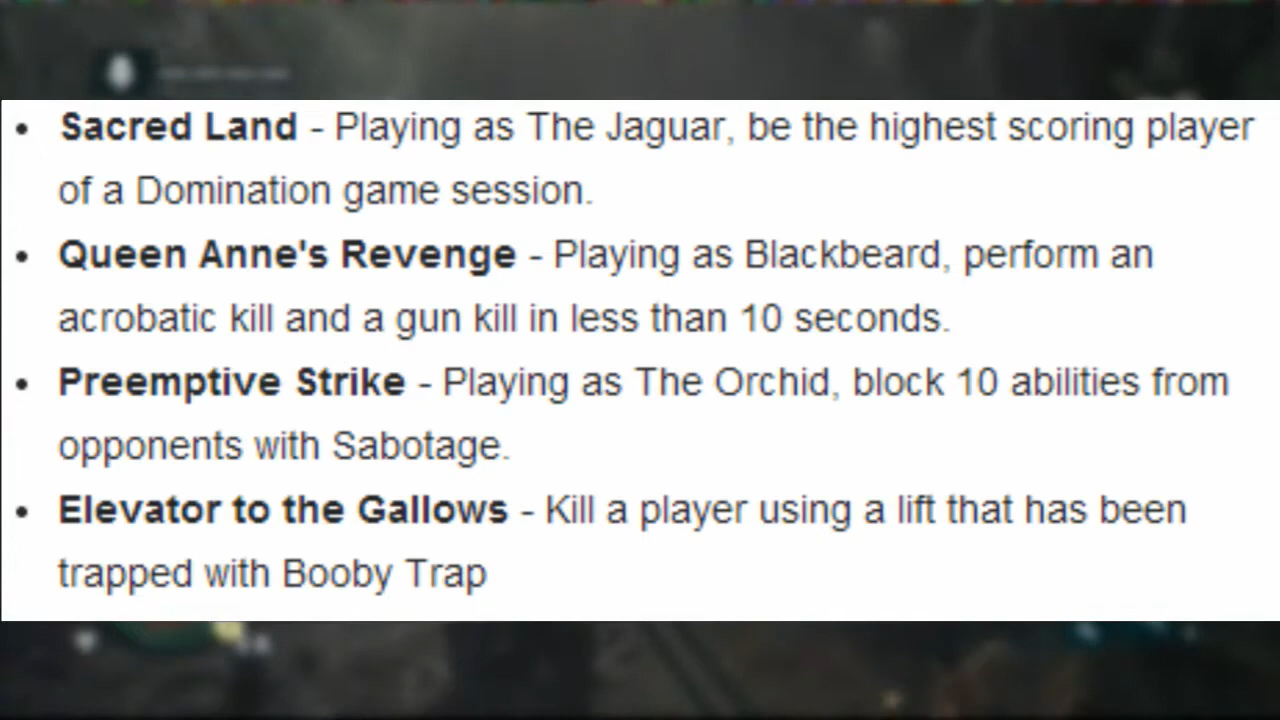 • Sacred Land - Playing as The Jaguar, be the highest scoring player
of a Domination game session.
• Queen Anne's Revenge - Playing as Blackbeard, perform an
acrobatic kill and a gun kill in less than 10 seconds.
• Preemptive Strike - Playing as The Orchid, block 10 abilities from
opponents with Sabotage.
• Elevator to the Gallows - Kill a player using a lift that has been
trapped with Booby Trap